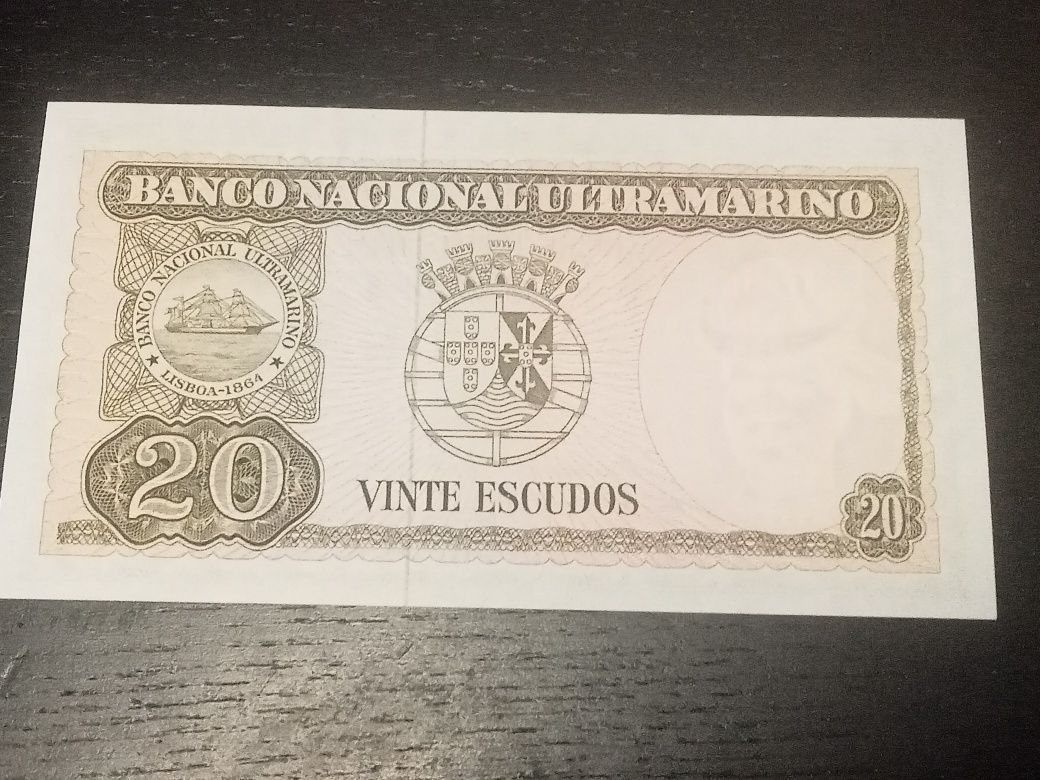 BANCO NACIONAL ULTRAMARINO
BANCO NACIONAL ULTRAMARINO
LISBOA-1864
20
VINTE ESCUDOS
20